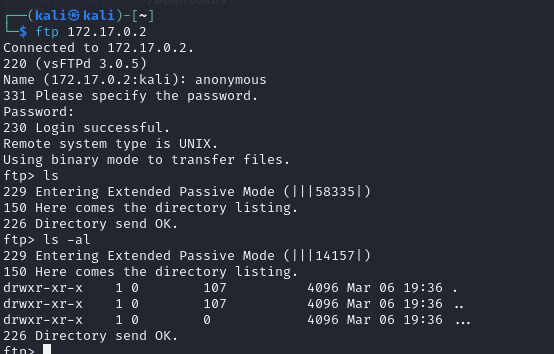 ┌──(kali㉿kali)-[~]
└─$ ftp 172.17.0.2
Connected to 172.17.0.2.
220 (vsFTPd 3.0.5)
Name (172.17.0.2:kali): anonymous
331 Please specify the password.
Password:
230 Login successful.
Remote system type is UNIX.
Using binary mode to transfer files.
ftp> ls
229 Entering Extended Passive Mode (|||58335|)
150 Here comes the directory listing.
226 Directory send OK.
ftp> ls -al
229 Entering Extended Passive Mode (|||14157|)
150 Here comes the directory listing.
drwxr-xr-x    1 0        107          4096 Mar 06 19:36 .
drwxr-xr-x    1 0        107          4096 Mar 06 19:36 ..
drwxr-xr-x    1 0        0            4096 Mar 06 19:36 ...
226 Directory send OK.
ftp>